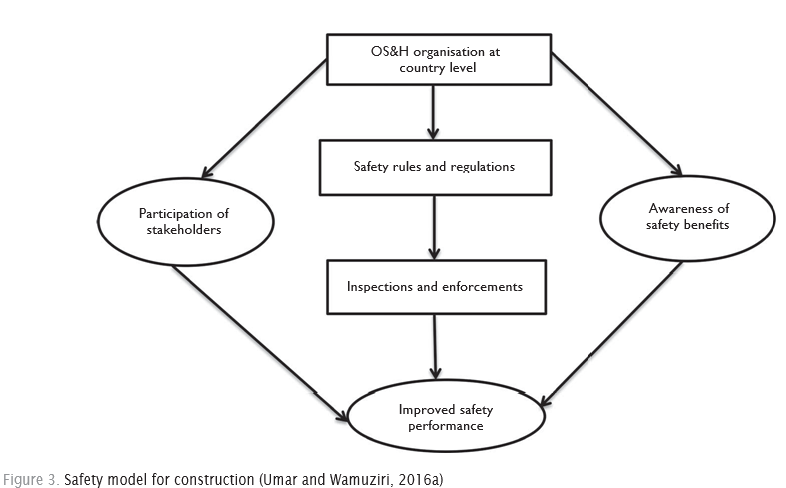 OS&H organisation at
country level
Safety rules and regulations
Participation of
stakeholders
Awareness of
safety benefits
Inspections and enforcements
Improved safety
performance
Figure 3. Safety model for construction (Umar and Wamuziri, 2016a)